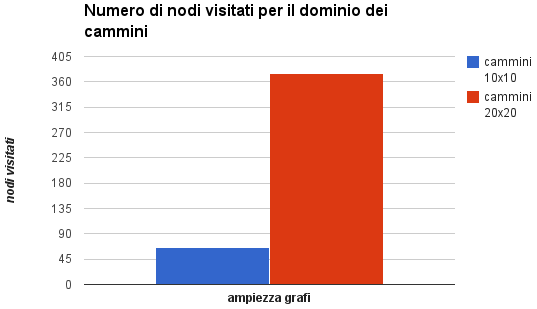 Numero di nodi visitati per il dominio dei
cammini
405
360
315
270
225
180
135
90
45
0
nodi visitati
ampiezza grafi
cammini
10x10
cammini
20x20